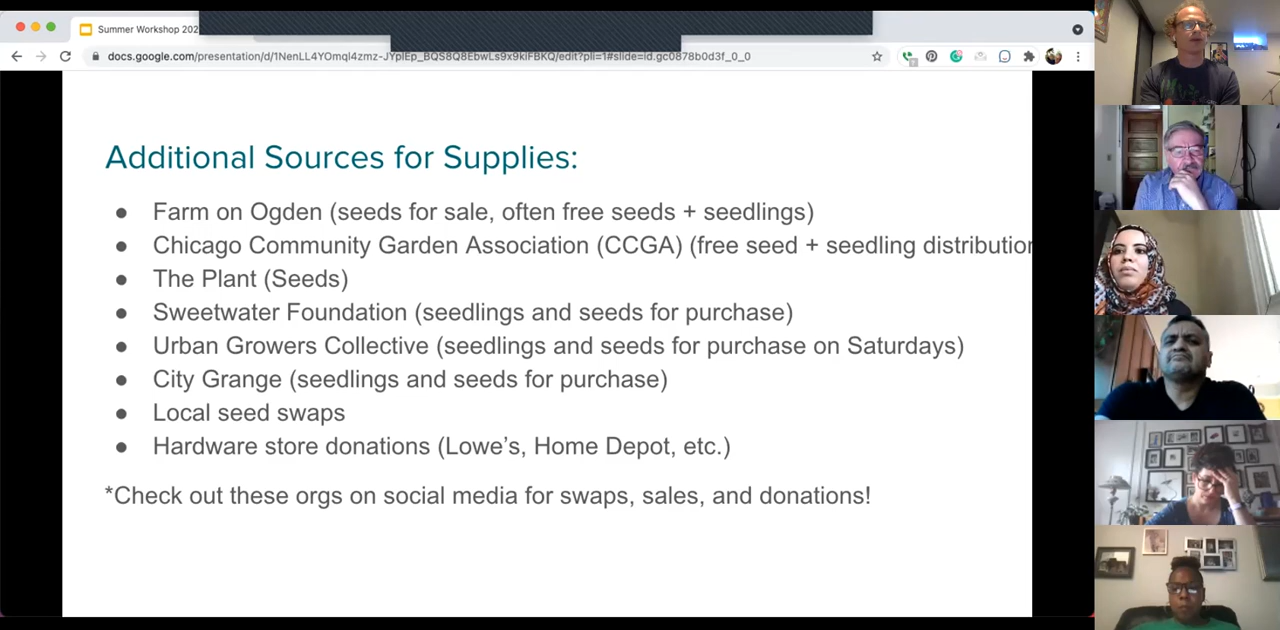 Summer Workshop 202
docs.google.com/presentation/d/1NenLL4YOmql4zmz-JYpIEp_BQS8Q8EbwLs9x9kiFBKQ/edit?pli=1#slide=id.gc0878b0d3f_0_0
Additional Sources for Supplies:
● Farm on Ogden (seeds for sale, often free seeds + seedlings)
● Chicago Community Garden Association (CCGA) (free seed + seedling distribution
● The Plant (Seeds)
● Sweetwater Foundation (seedlings and seeds for purchase)
● Urban Growers Collective (seedlings and seeds for purchase on Saturdays)
● City Grange (seedlings and seeds for purchase)
● Local seed swaps
● Hardware store donations (Lowe’s, Home Depot, etc.)
*Check out these orgs on social media for swaps, sales, and donations!